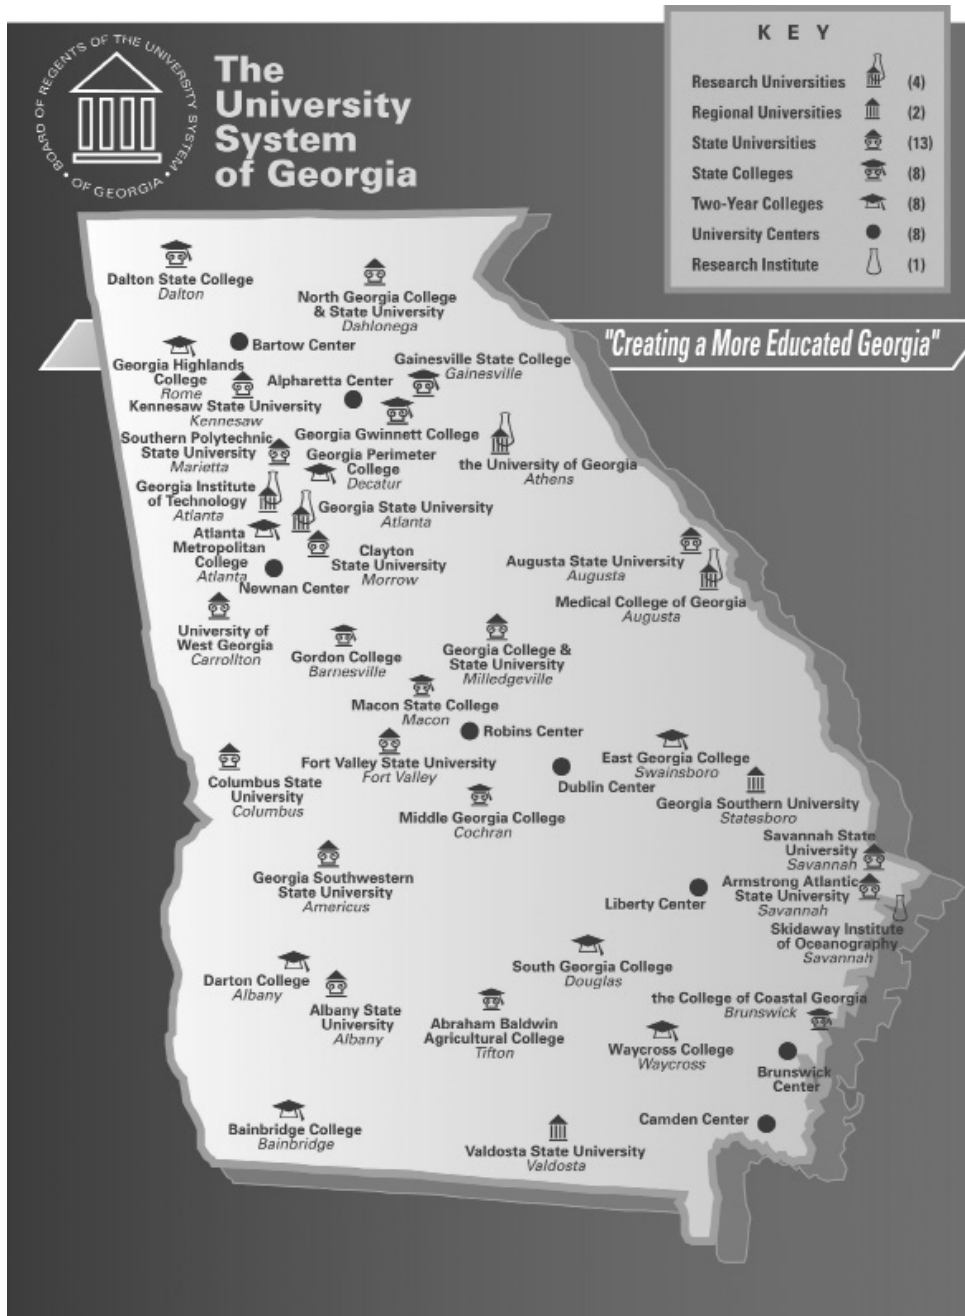 BOARD OF REGENTS OF THE UNIVERSITY SYSTEM
• OF GEORGIA •
The
University
System
of Georgia
KEY
Research Universities (4)
Regional Universities (2)
State Universities (13)
State Colleges (8)
Two-Year Colleges (8)
University Centers (8)
Research Institute (1)
"Creating a More Educated Georgia"
Dalton State College
Dalton
North Georgia College
& State University
Dahlonega
Bartow Center
Georgia Highlands
College
Rome
Gainesville State College
Gainesville
Alpharetta Center
Kennesaw State University
Kennesaw
Georgia Gwinnett College
Southern Polytechnic
State University
Marietta
Georgia Perimeter
College
Decatur
the University of Georgia
Athens
Georgia Institute
of Technology
Atlanta
Georgia State University
Atlanta
Atlanta
Metropolitan
College
Atlanta
Clayton
State University
Morrow
Newnan Center
Augusta State University
Augusta
Medical College of Georgia
Augusta
University of
West Georgia
Carrollton
Gordon College
Barnesville
Georgia College &
State University
Milledgeville
Macon State College
Macon
Robins Center
Fort Valley State University
Fort Valley
East Georgia College
Swainsboro
Columbus State
University
Columbus
Dublin Center
Middle Georgia College
Cochran
Georgia Southern University
Statesboro
Savannah State
University
Savannah
Georgia Southwestern
State University
Americus
Armstrong Atlantic
State University
Savannah
Liberty Center
Skidaway Institute
of Oceanography
Savannah
Darton College
Albany
South Georgia College
Douglas
Albany State
University
Albany
Abraham Baldwin
Agricultural College
Tifton
the College of Coastal Georgia
Brunswick
Waycross College
Waycross
Brunswick
Center
Bainbridge College
Bainbridge
Camden Center
Valdosta State University
Valdosta